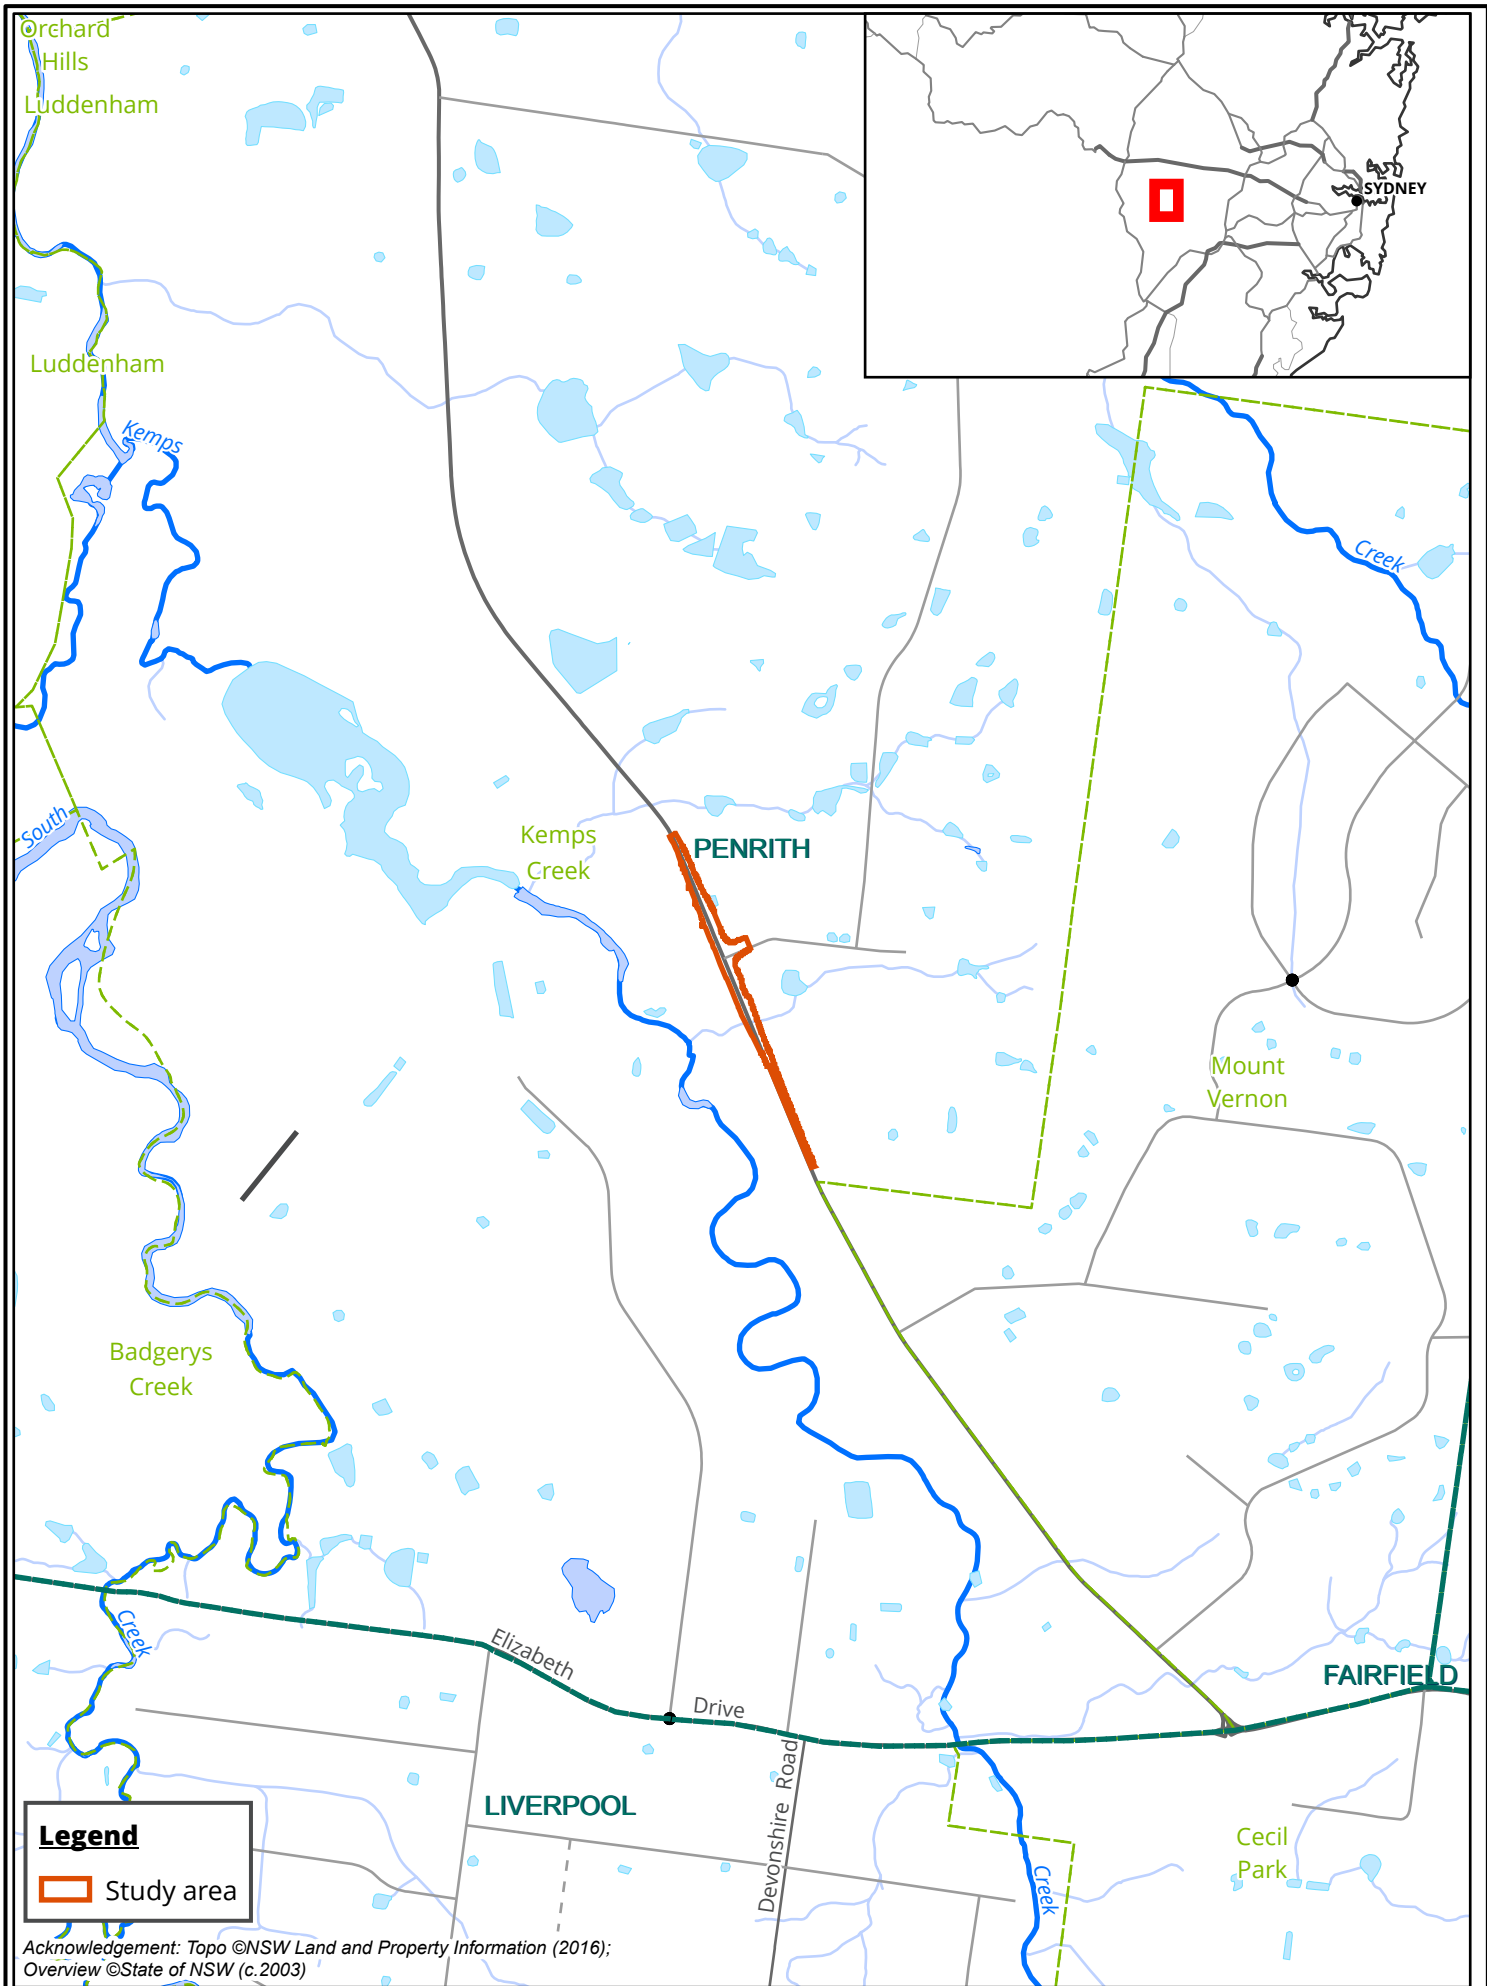 Orchard
Hills
Luddenham
SYDNEY
Luddenham
Kemps
Creek
South
Kemps
Creek
PENRITH
Mount
Vernon
Badgerys
Creek
Creek
Elizabeth
Drive
FAIRFIELD
Devonshire Road
LIVERPOOL
Cecil
Park
Creek
Legend
Study area
Acknowledgement: Topo ©NSW Land and Property Information (2016);
Overview ©State of NSW (c.2003)